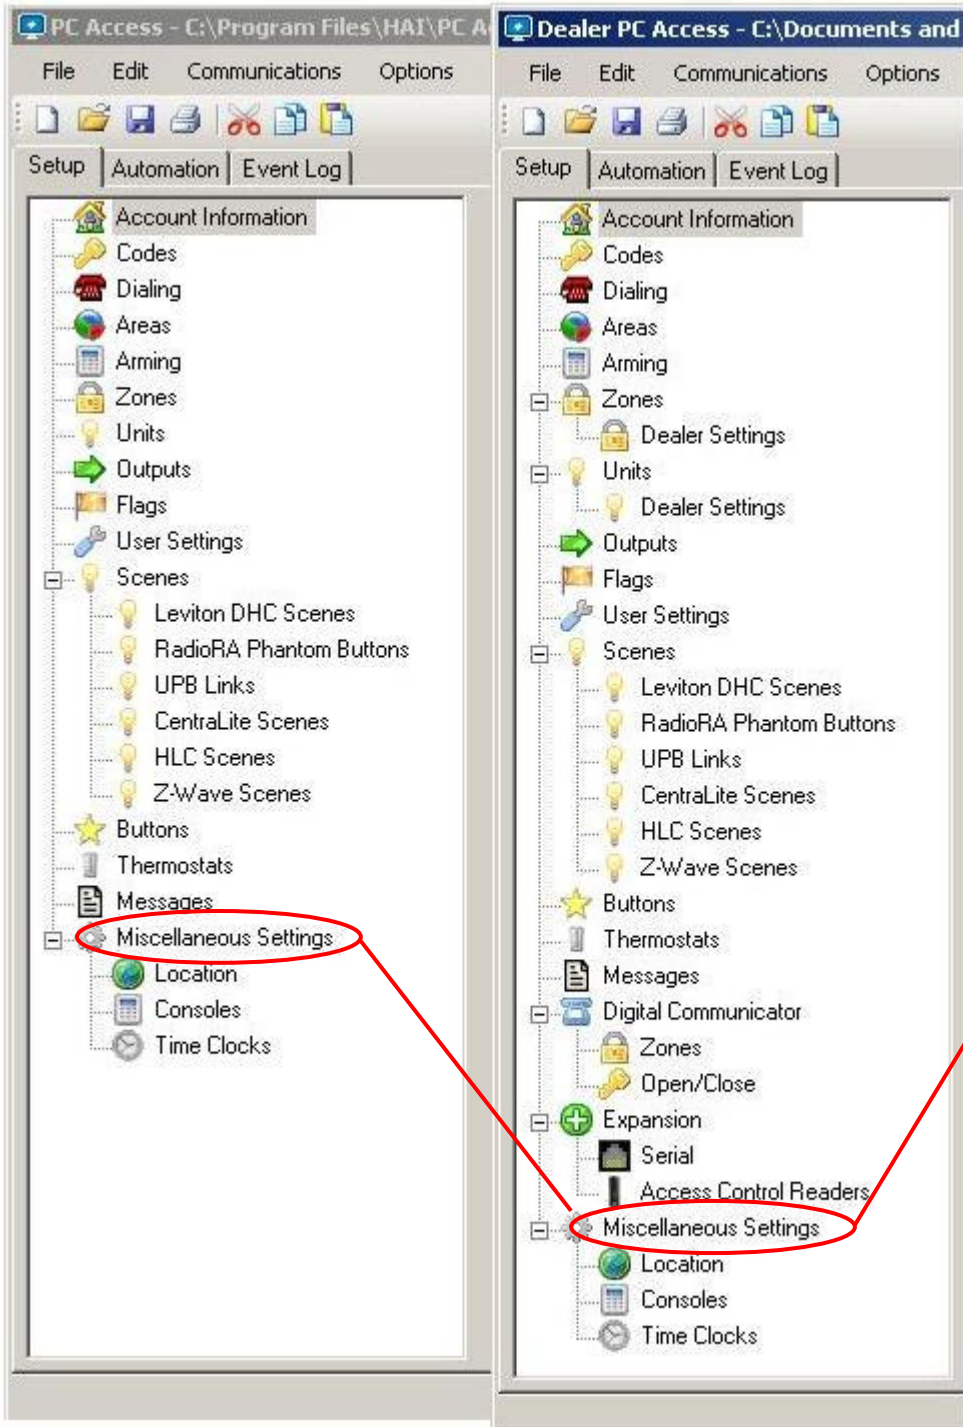 PC Access - C:\Program Files\HAI\PC A
File Edit Communications Options
Setup Automation Event Log
Account Information
Codes
Dialing
Areas
Arming
Zones
Units
Outputs
Flags
User Settings
Scenes
Leviton DHC Scenes
RadioRA Phantom Buttons
UPB Links
CentraLite Scenes
HLC Scenes
Z-Wave Scenes
Buttons
Thermostats
Messages
Miscellaneous Settings
Location
Consoles
Time Clocks
Dealer PC Access - C:\Documents and
File Edit Communications Options
Setup Automation Event Log
Account Information
Codes
Dialing
Areas
Arming
Zones
Dealer Settings
Units
Dealer Settings
Outputs
Flags
User Settings
Scenes
Leviton DHC Scenes
RadioRA Phantom Buttons
UPB Links
CentraLite Scenes
HLC Scenes
Z-Wave Scenes
Buttons
Thermostats
Messages
Digital Communicator
Zones
Open/Close
Expansion
Serial
Access Control Readers
Miscellaneous Settings
Location
Consoles
Time Clocks